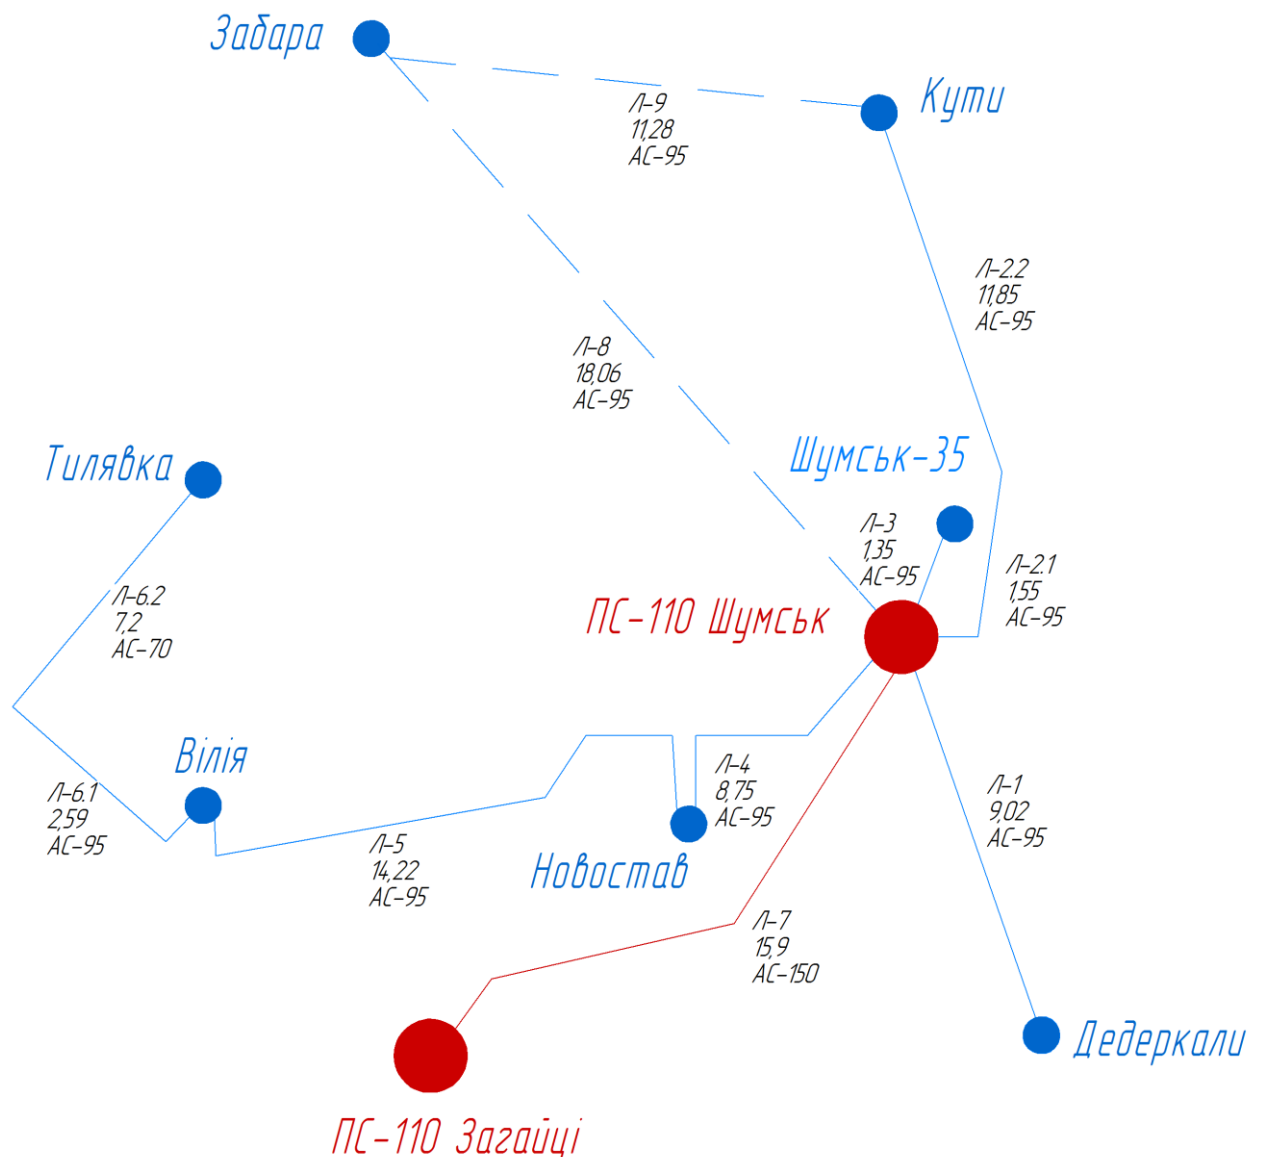 Забара
Кути
Л-9
11,28
АС-95
Л-2.2
11,85
АС-95
Л-8
18,06
АС-95
Тилявка
Шумськ-35
Л-3
1,35
АС-95
Л-2.1
1,55
АС-95
Л-6.2
7,2
АС-70
ПС-110 Шумськ
Вілія
Л-6.1
2,59
АС-95
Л-4
8,75
АС-95
Л-1
9,02
АС-95
Л-5
14,22
АС-95
Новостав
Л-7
15,9
АС-150
Дедеркали
ПС-110 Загайці